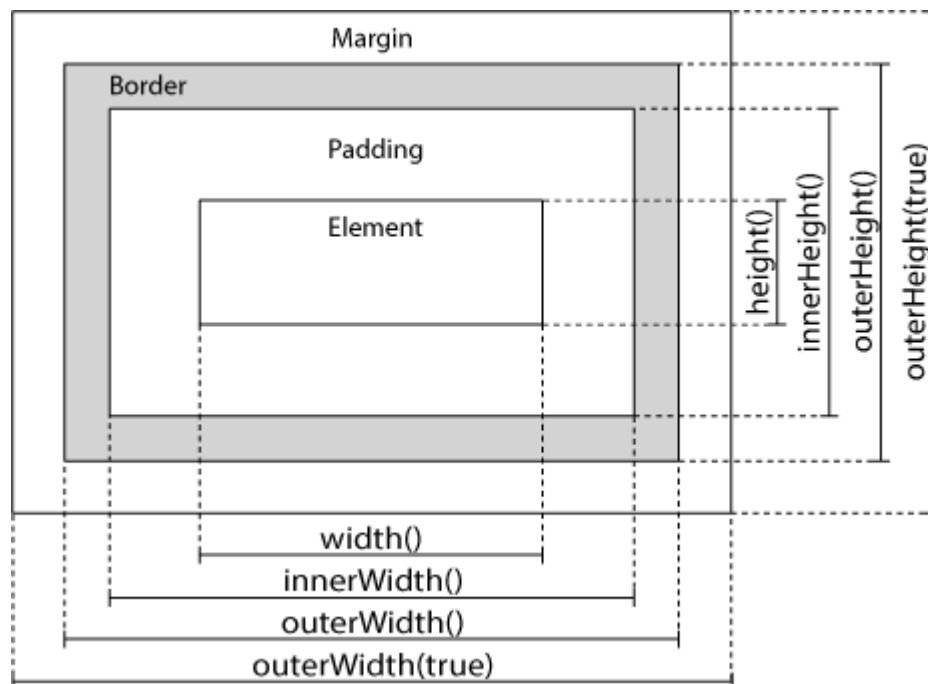 Margin
Border
Padding
Element
height()
innerHeight()
outerHeight()
outerHeight(true)
width()
innerWidth()
outerWidth()
outerWidth(true)